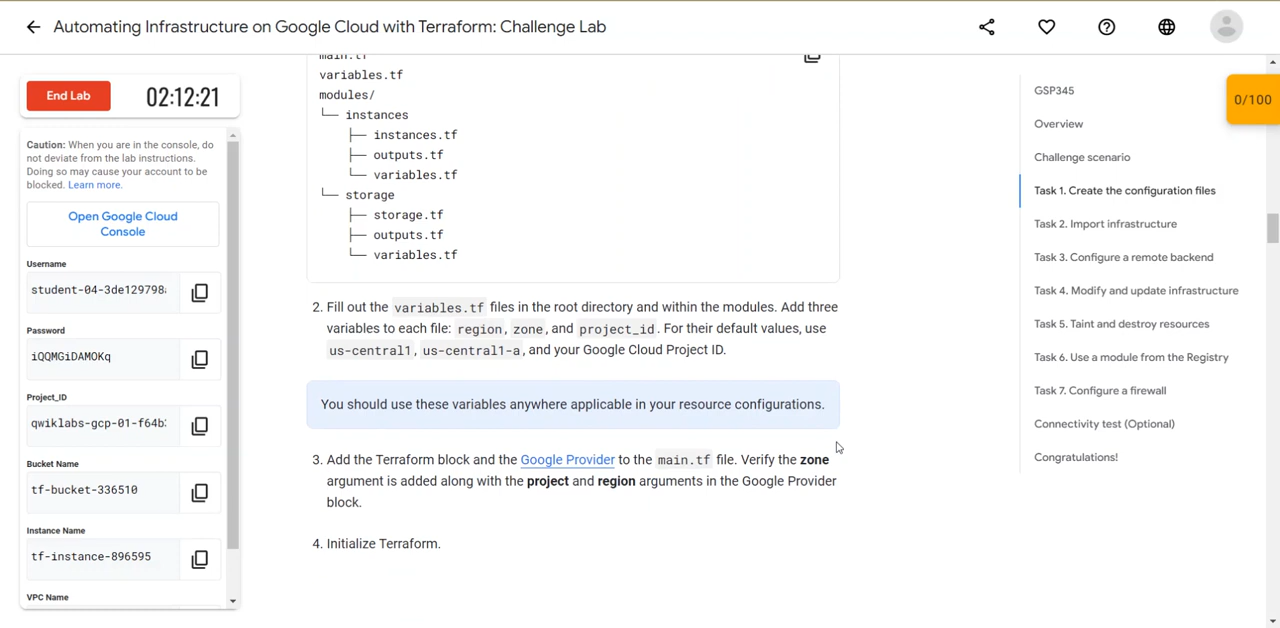 Automating Infrastructure on Google Cloud with Terraform: Challenge Lab
End Lab
02:12:21
Caution: When you are in the console, do
not deviate from the lab instructions.
Doing so may cause your account to be
blocked. Learn more.
Open Google Cloud
Console
Username
student-04-3de129798
Password
iQQMGiDAMOKq
Project_ID
qwiklabs-gcp-01-f64b
Bucket Name
tf-bucket-336510
Instance Name
tf-instance-896595
VPC Name
main.tf
variables.tf
modules/
└── instances
├── instances.tf
├── outputs.tf
└── variables.tf
└── storage
├── storage.tf
├── outputs.tf
└── variables.tf
2. Fill out the variables.tf files in the root directory and within the modules. Add three
variables to each file: region, zone, and project_id. For their default values, use
us-central1, us-central1-a, and your Google Cloud Project ID.
You should use these variables anywhere applicable in your resource configurations.
3. Add the Terraform block and the Google Provider to the main.tf file. Verify the zone
argument is added along with the project and region arguments in the Google Provider
block.
4. Initialize Terraform.
GSP345
Overview
Challenge scenario
Task 1. Create the configuration files
Task 2. Import infrastructure
Task 3. Configure a remote backend
Task 4. Modify and update infrastructure
Task 5. Taint and destroy resources
Task 6. Use a module from the Registry
Task 7. Configure a firewall
Connectivity test (Optional)
Congratulations!
0/100